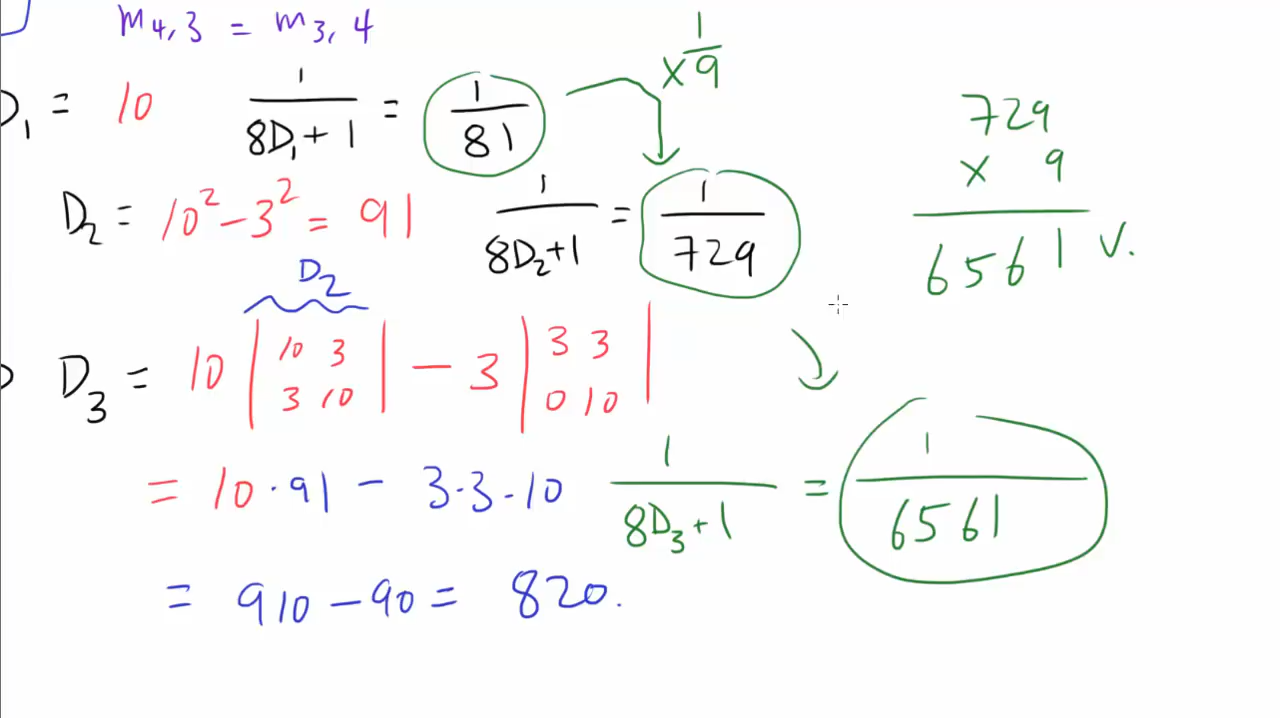 m4,3 = m3,4
D1 = 10 1/(8D1+1) = 1/81 × 1/9
D2 = 10² − 3² = 91 1/(8D2+1) = 1/729
729
× 9
6561 v.
D2
D3 = 10 |10 3; 3 10| − 3 |3 3; 0 10|
= 10·91 − 3·3·10 1/(8D3+1) = 1/6561
= 910 − 90 = 820.